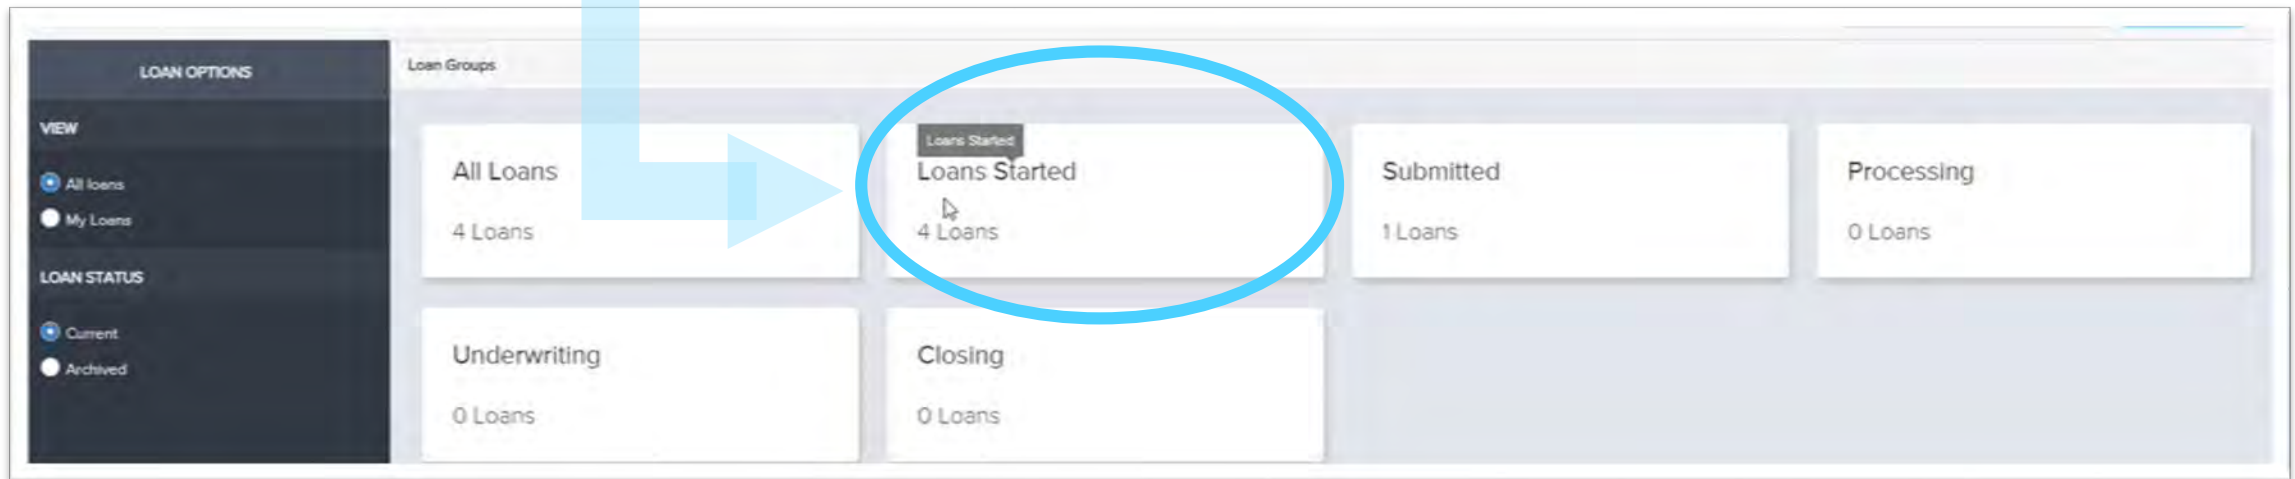 LOAN OPTIONS
VIEW
All loans
My Loans
LOAN STATUS
Current
Archived
Loan Groups
All Loans
4 Loans
Loans Started
Loans Started
4 Loans
Submitted
1 Loans
Processing
0 Loans
Underwriting
0 Loans
Closing
0 Loans